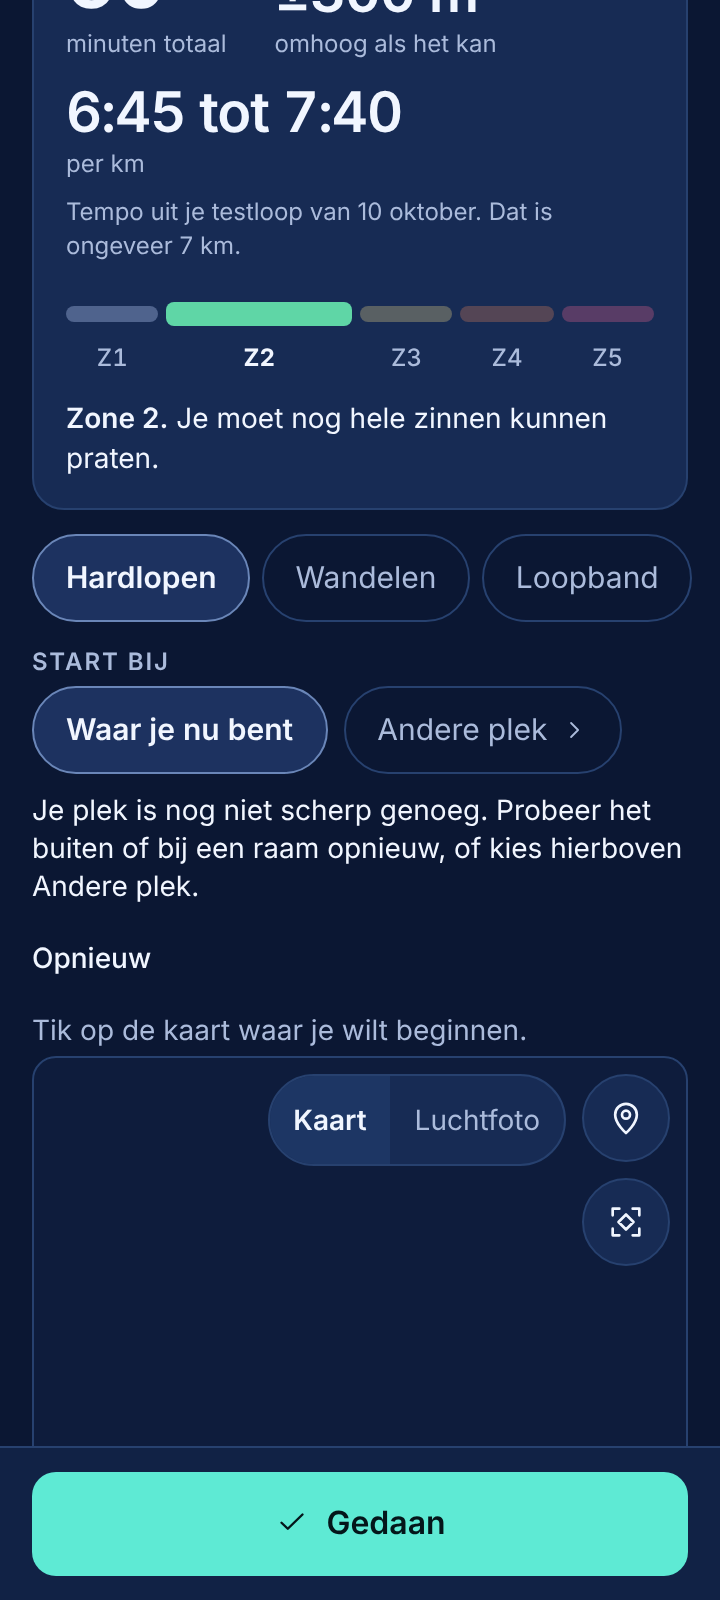 ±300 m
minuten totaal omhoog als het kan
6:45 tot 7:40
per km
Tempo uit je testloop van 10 oktober. Dat is
ongeveer 7 km.
Z1 Z2 Z3 Z4 Z5
Zone 2. Je moet nog hele zinnen kunnen
praten.
Hardlopen Wandelen Loopband
START BIJ
Waar je nu bent Andere plek
Je plek is nog niet scherp genoeg. Probeer het
buiten of bij een raam opnieuw, of kies hierboven
Andere plek.
Opnieuw
Tik op de kaart waar je wilt beginnen.
Kaart Luchtfoto
Gedaan